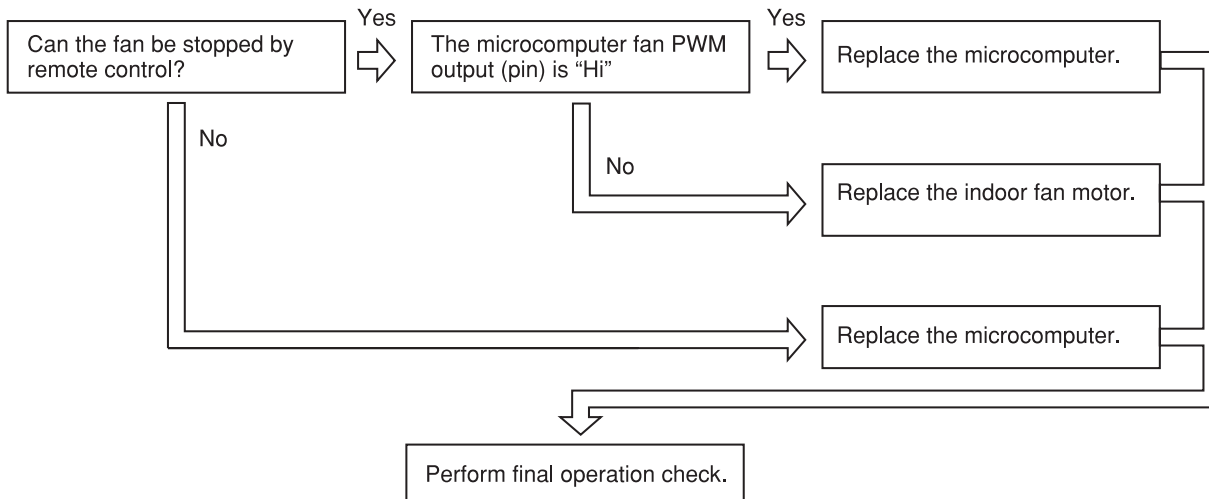 Yes
Yes
Can the fan be stopped by
remote control?
The microcomputer fan PWM
output (pin) is “Hi”
Replace the microcomputer.
No
No
Replace the indoor fan motor.
Replace the microcomputer.
Perform final operation check.